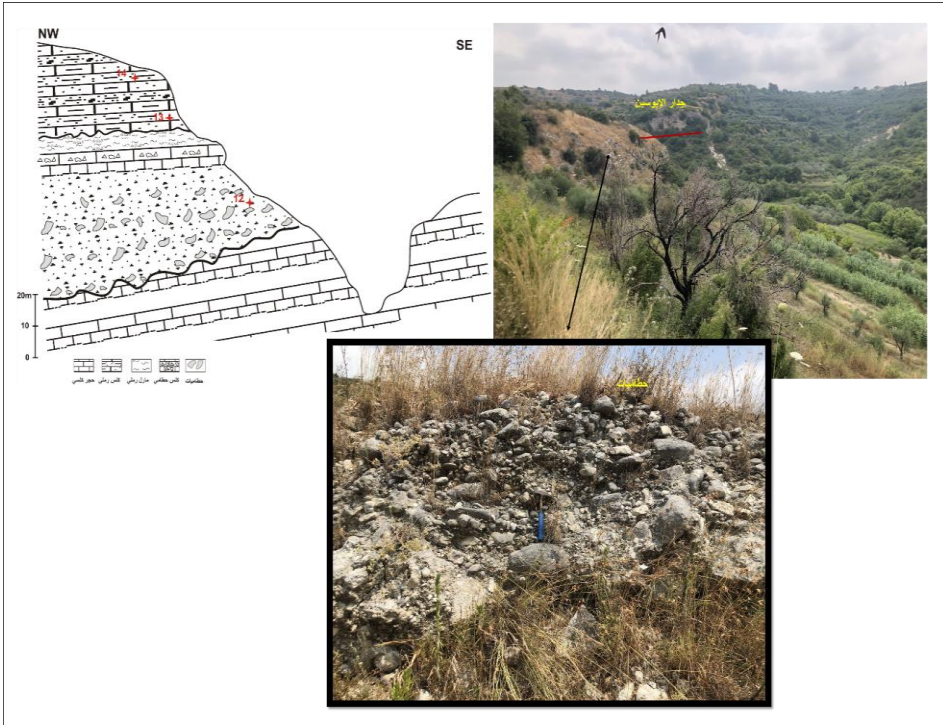 NW
SE
14
13
12
20m
10
0
حجر كلسي
كلس رملي
مارل رملي
كلس حطامي
حطاميات
جدار الايوسين
حطاميات